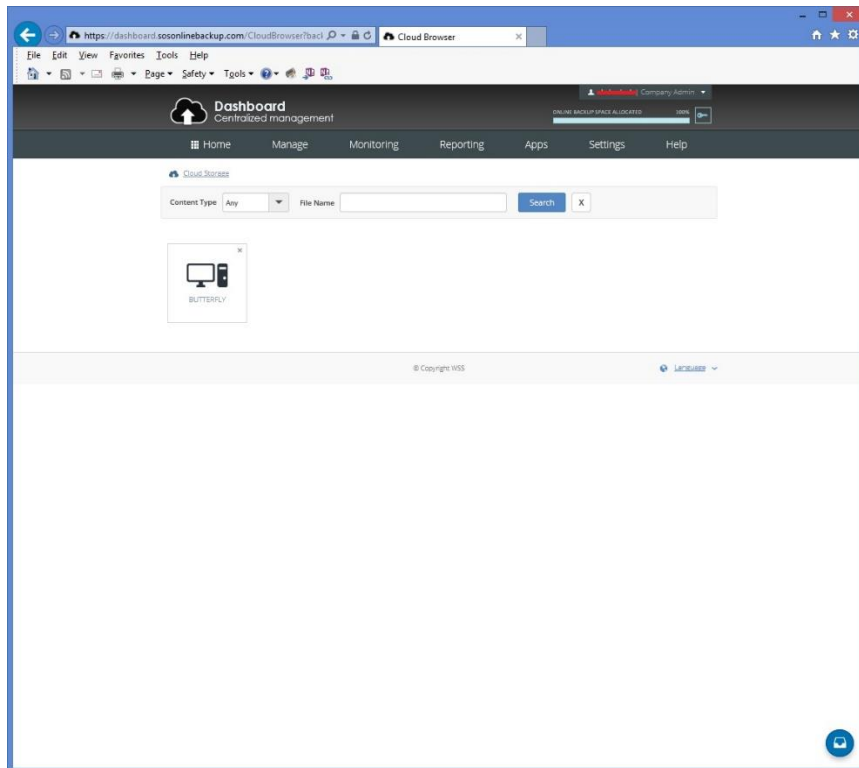 https://dashboard.sosonlinebackup.com/CloudBrowser?bacl
Cloud Browser
File Edit View Favorites Tools Help
Page Safety Tools
Company Admin
Dashboard
Centralized management
ONLINE BACKUP SPACE ALLOCATED 100%
Home Manage Monitoring Reporting Apps Settings Help
Cloud Storage
Content Type Any File Name Search X
BUTTERFLY
© Copyright WSS
Language